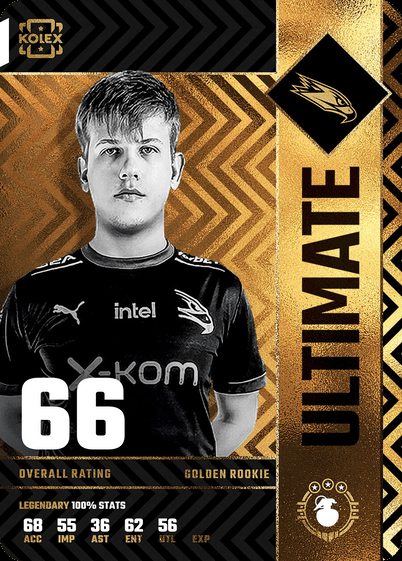 KOLEX
ULTIMATE
PUMA
intel
X-KOM
66
OVERALL RATING
GOLDEN ROOKIE
LEGENDARY 100% STATS
68 55 36 62 56
ACC IMP AST ENT UTL EXP